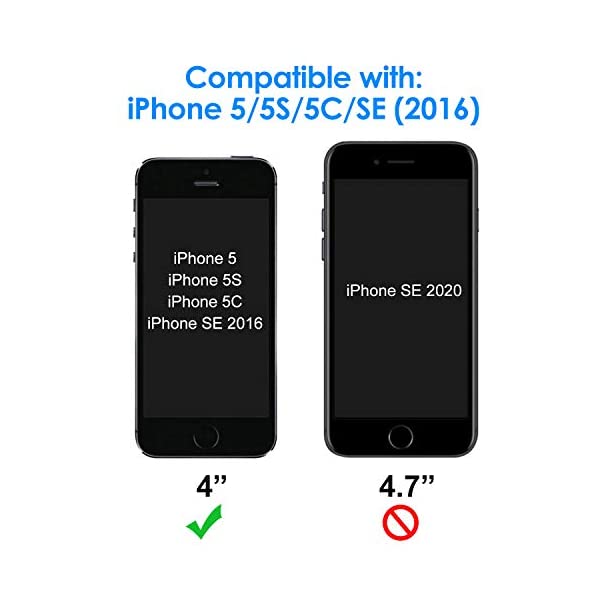 Compatible with:
iPhone 5/5S/5C/SE (2016)
iPhone 5
iPhone 5S
iPhone 5C
iPhone SE 2016
iPhone SE 2020
4”
4.7”